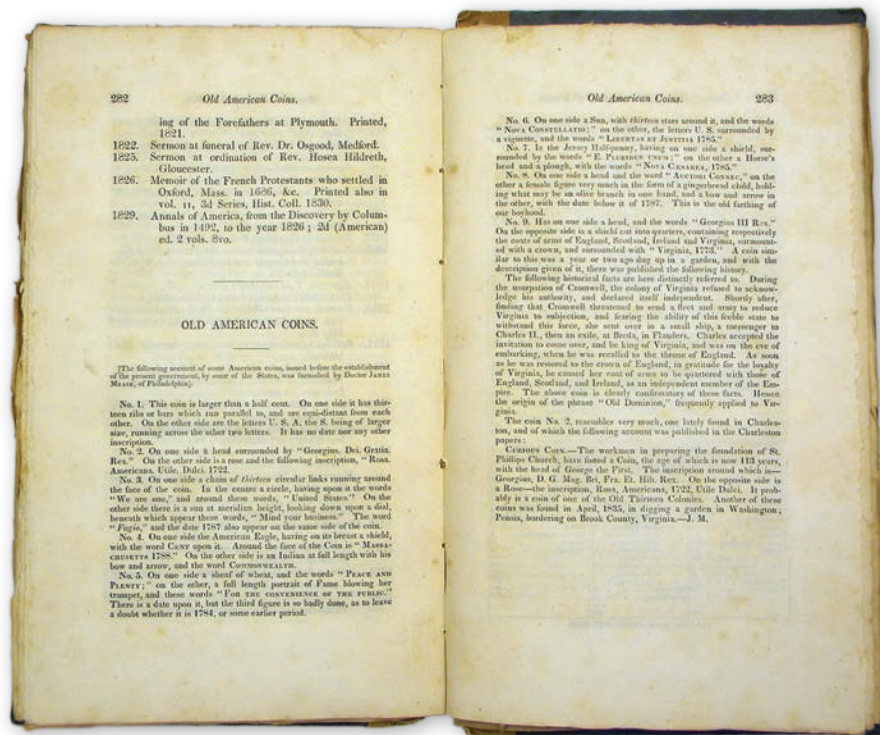 282 Old American Coins.
ing of the Forefathers at Plymouth. Printed,
1821.
1822. Sermon at funeral of Rev. Dr. Osgood, Medford.
1825. Sermon at ordination of Rev. Hosea Hildreth,
Gloucester.
1826. Memoir of the French Protestants who settled in
Oxford, Mass. in 1686, &c. Printed also in
vol. II, 3d Series, Hist. Coll. 1830.
1829. Annals of America, from the Discovery by Colum-
bus in 1492, to the year 1826; 2d (American)
ed. 2 vols. 8vo.
OLD AMERICAN COINS.
[The following account of some American coins, issued before the establishment
of the present government, by some of the States, was furnished by Doctor JAMES
MEASE, of Philadelphia].
No. 1. This coin is larger than a half cent. On one side it has thir-
teen ribs or bars which run parallel to, and are equi-distant from each
other. On the other side are the letters U. S. A, the S. being of larger
size, running across the other two letters. It has no date nor any other
inscription.
No. 2. On one side a head surrounded by "Georgius. Dei. Gratia.
Rex." On the other side is a rose and the following inscription, "Rosa.
Americana. Utile. Dulci. 1722.
No. 3. On one side a chain of thirteen circular links running around
the face of the coin. In the centre a circle, having upon it the words
"We are one," and around these words, "United States." On the
other side there is a sun at meridian height, looking down upon a dial,
beneath which appear these words, "Mind your business." The word
"Fugio," and the date 1787 also appear on the same side of the coin.
No. 4. On one side the American Eagle, having on its breast a shield,
with the word CENT upon it. Around the face of the Coin is "MASSA-
CHUSETTS 1788." On the other side is an Indian at full length with his
bow and arrow, and the word COMMONWEALTH.
No. 5. On one side a sheaf of wheat, and the words "PEACE AND
PLENTY;" on the other, a full length portrait of Fame blowing her
trumpet, and these words "FOR THE CONVENIENCE OF THE PUBLIC."
There is a date upon it, but the third figure is so badly done, as to leave
a doubt whether it is 1784, or some earlier period.
Old American Coins. 283
No. 6. On one side a Sun, with thirteen stars around it, and the words
"NOVA CONSTELLATIO;" on the other, the letters U. S. surrounded by
a vignette, and the words "LIBERTAS ET JUSTITIA 1785."
No. 7. Is the Jersey Half-penny, having on one side a shield, sur-
rounded by the words "E. PLURIBUS UNUM;" on the other a Horse's
head and a plough, with the words "NOVA CÆSAREA, 1785."
No. 8. On one side a head and the word "AUCTORI CONNEC," on the
other a female figure very much in the form of a gingerbread child, hold-
ing what may be an olive branch in one hand, and a bow and arrow in
the other, with the date below it of 1787. This is the old farthing of
our boyhood.
No. 9. Has on one side a head, and the words "Georgius III REX."
On the opposite side is a shield cut into quarters, containing respectively
the coats of arms of England, Scotland, Ireland and Virginia, surmount-
ed with a crown, and surrounded with "Virginia, 1773." A coin sim-
ilar to this was a year or two ago dug up in a garden, and with the
description given of it, there was published the following history.
The following historical facts are here distinctly referred to. During
the usurpation of Cromwell, the colony of Virginia refused to acknow-
ledge his authority, and declared itself independent. Shortly after,
finding that Cromwell threatened to send a fleet and army to reduce
Virginia to subjection, and fearing the ability of this feeble state to
withstand this force, she sent over in a small ship, a messenger to
Charles II., then an exile, at Breda, in Flanders. Charles accepted the
invitation to come over, and be king of Virginia, and was on the eve of
embarking, when he was recalled to the throne of England. As soon
as he was restored to the crown of England, in gratitude for the loyalty
of Virginia, he caused her coat of arms to be quartered with those of
England, Scotland, and Ireland, as an independent member of the Em-
pire. The above coin is clearly confirmatory of these facts. Hence
the origin of the phrase "Old Dominion," frequently applied to Vir-
ginia.
The coin No. 2, resembles very much, one lately found in Charles-
ton, and of which the following account was published in the Charleston
papers:
CURIOUS COIN.—The workmen in preparing the foundation of St.
Phillips Church, have found a Coin, the age of which is now 113 years,
with the head of George the First. The inscription around which is—
Georgius, D. G. Mag. Bri, Fra. Et. Hib. Rex. On the opposite side is
a Rose—the inscription, Rosa, Americana, 1722, Utile Dulci. It prob-
ably is a coin of one of the Old Thirteen Colonies. Another of these
coins was found in April, 1835, in digging a garden in Washington;
Penna, bordering on Brook County, Virginia.—J. M.